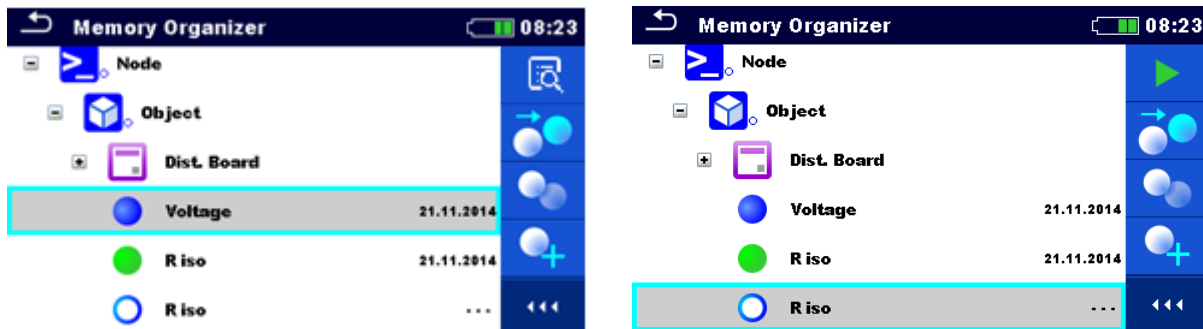 Memory Organizer 08:23
Node
Object
Dist. Board
Voltage 21.11.2014
R iso 21.11.2014
R iso ---
Memory Organizer 08:23
Node
Object
Dist. Board
Voltage 21.11.2014
R iso 21.11.2014
R iso ---